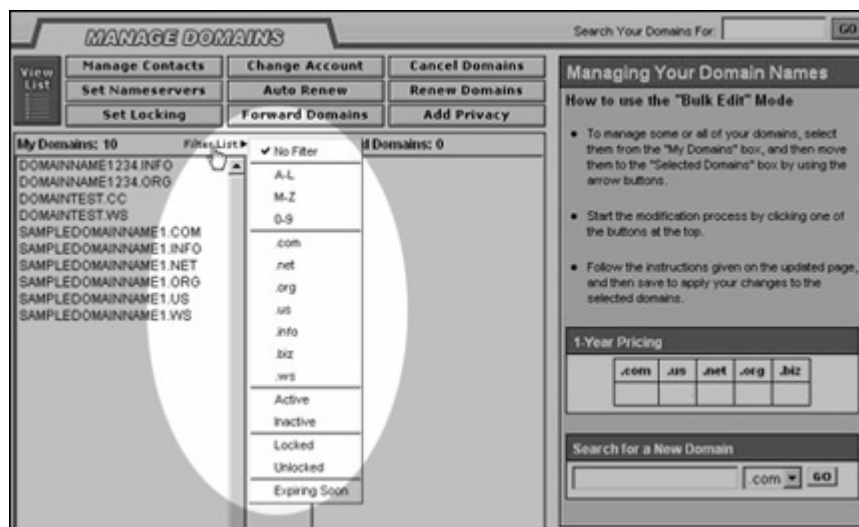 MANAGE DOMAINS
Search Your Domains For:
GO
View List
Manage Contacts
Change Account
Cancel Domains
Set Nameservers
Auto Renew
Renew Domains
Set Locking
Forward Domains
Add Privacy
My Domains: 10
Filter List
d Domains: 0
DOMAINNAME1234.INFO
DOMAINNAME1234.ORG
DOMAINTEST.CC
DOMAINTEST.WS
SAMPLEDOMAINNAME1.COM
SAMPLEDOMAINNAME1.INFO
SAMPLEDOMAINNAME1.NET
SAMPLEDOMAINNAME1.ORG
SAMPLEDOMAINNAME1.US
SAMPLEDOMAINNAME1.WS
No Filter
A-L
M-Z
0-9
.com
.net
.org
.us
.info
.biz
.ws
Active
Inactive
Locked
Unlocked
Expiring Soon
Managing Your Domain Names
How to use the "Bulk Edit" Mode
To manage some or all of your domains, select
them from the "My Domains" box, and then move
them to the "Selected Domains" box by using the
arrow buttons.
Start the modification process by clicking one of
the buttons at the top.
Follow the instructions given on the updated page,
and then save to apply your changes to the
selected domains.
1-Year Pricing
.com .us .net .org .biz
Search for a New Domain
.com
GO